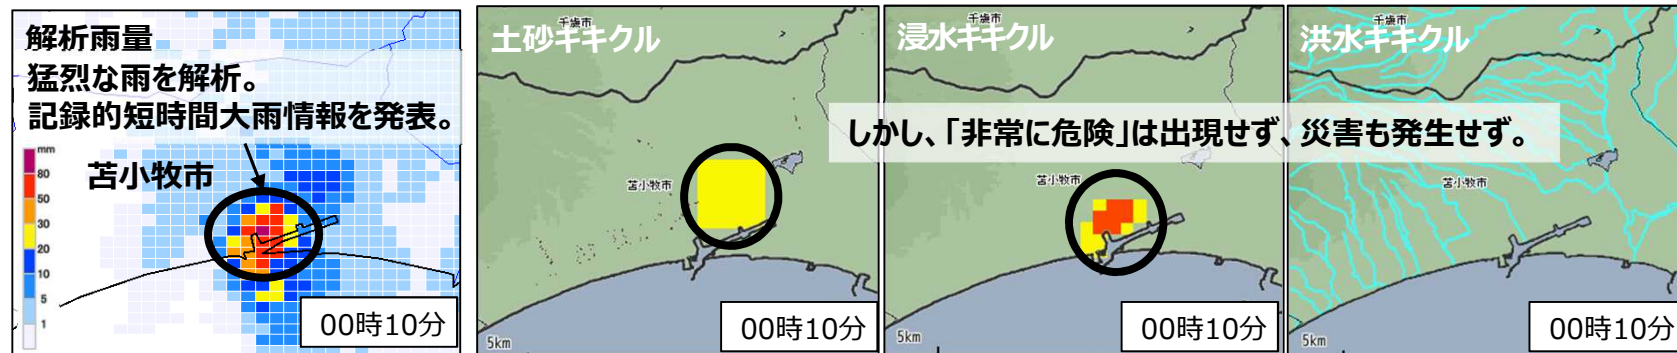 解析雨量
猛烈な雨を解析。
記録的短時間大雨情報を発表。
mm
80
50
30
20
10
5
1
苫小牧市
00時10分
土砂キキクル
千歳市
苫小牧市
5km
00時10分
浸水キキクル
千歳市
しかし、「非常に危険」は出現せず、災害も発生せず。
苫小牧市
5km
00時10分
洪水キキクル
千歳市
苫小牧市
5km
00時10分